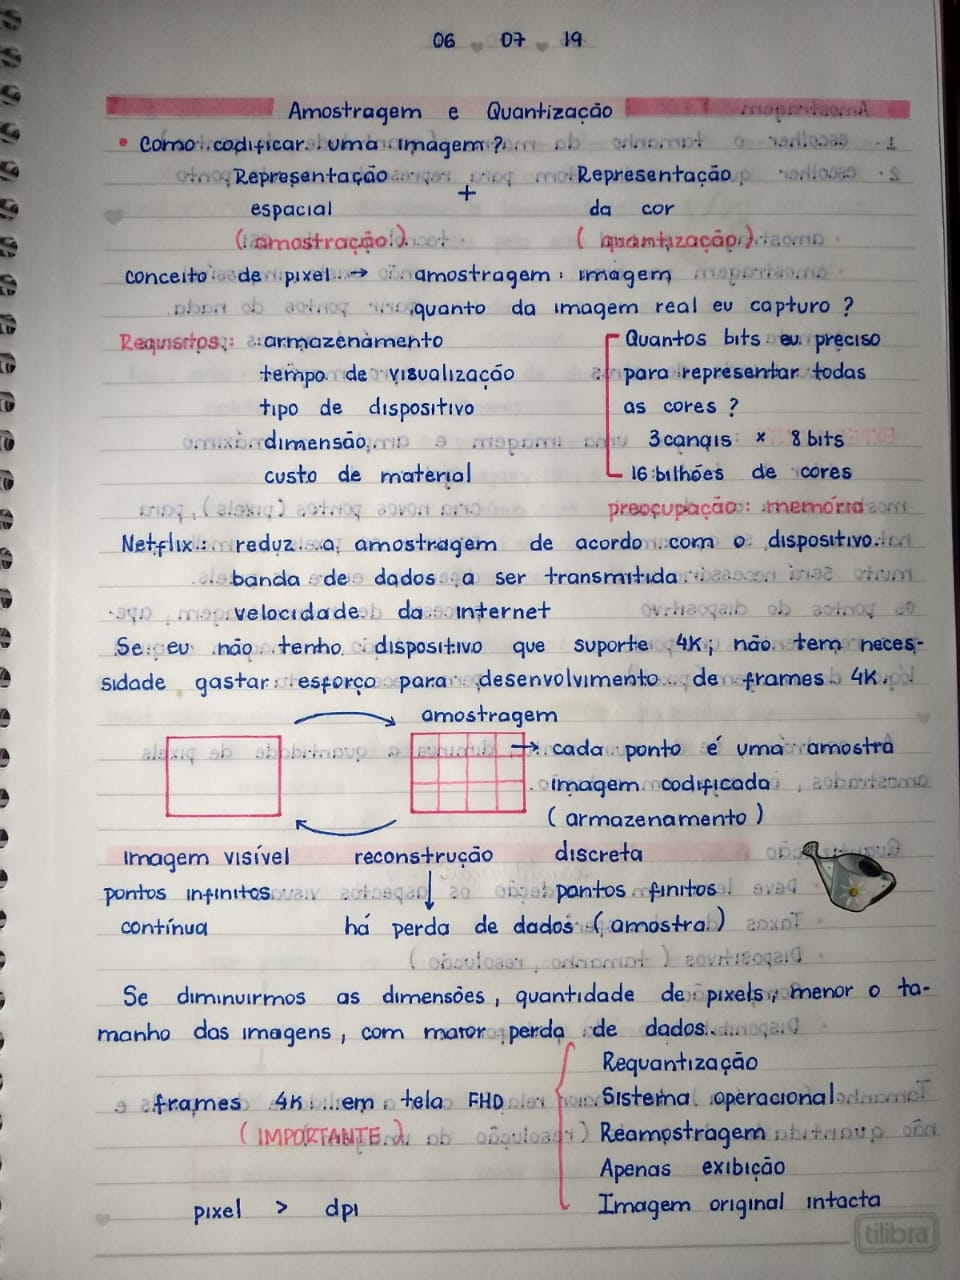 06 07 19
Amostragem e Quantização
• Como codificar uma imagem?
Representação + Representação
espacial da cor
(amostração) (quantização)
conceito de pixel → amostragem: imagem
quanto da imagem real eu capturo?
Requisitos: armazenamento Quantos bits eu preciso
tempo de visualização para representar todas
tipo de dispositivo as cores?
dimensão 3 canais × 8 bits
custo de material 16 bilhões de cores
preocupação: memória
Netflix: reduz a amostragem de acordo com o dispositivo.
banda de dados a ser transmitida
velocidade da internet
Se eu não tenho dispositivo que suporte 4K; não tem neces-
sidade gastar esforço para desenvolvimento de frames 4K.
amostragem
→ cada ponto é uma amostra
imagem codificada
(armazenamento)
Imagem visível reconstrução discreta
pontos infinitos pontos finitos
contínua há perda de dados (amostra)
Se diminuirmos as dimensões, quantidade de pixels, menor o ta-
manho das imagens, com maior perda de dados.
Requantização
frames 4K em tela FHD Sistema operacional
(IMPORTANTE) Reamostragem
Apenas exibição
pixel > dpi Imagem original intacta
tilibra